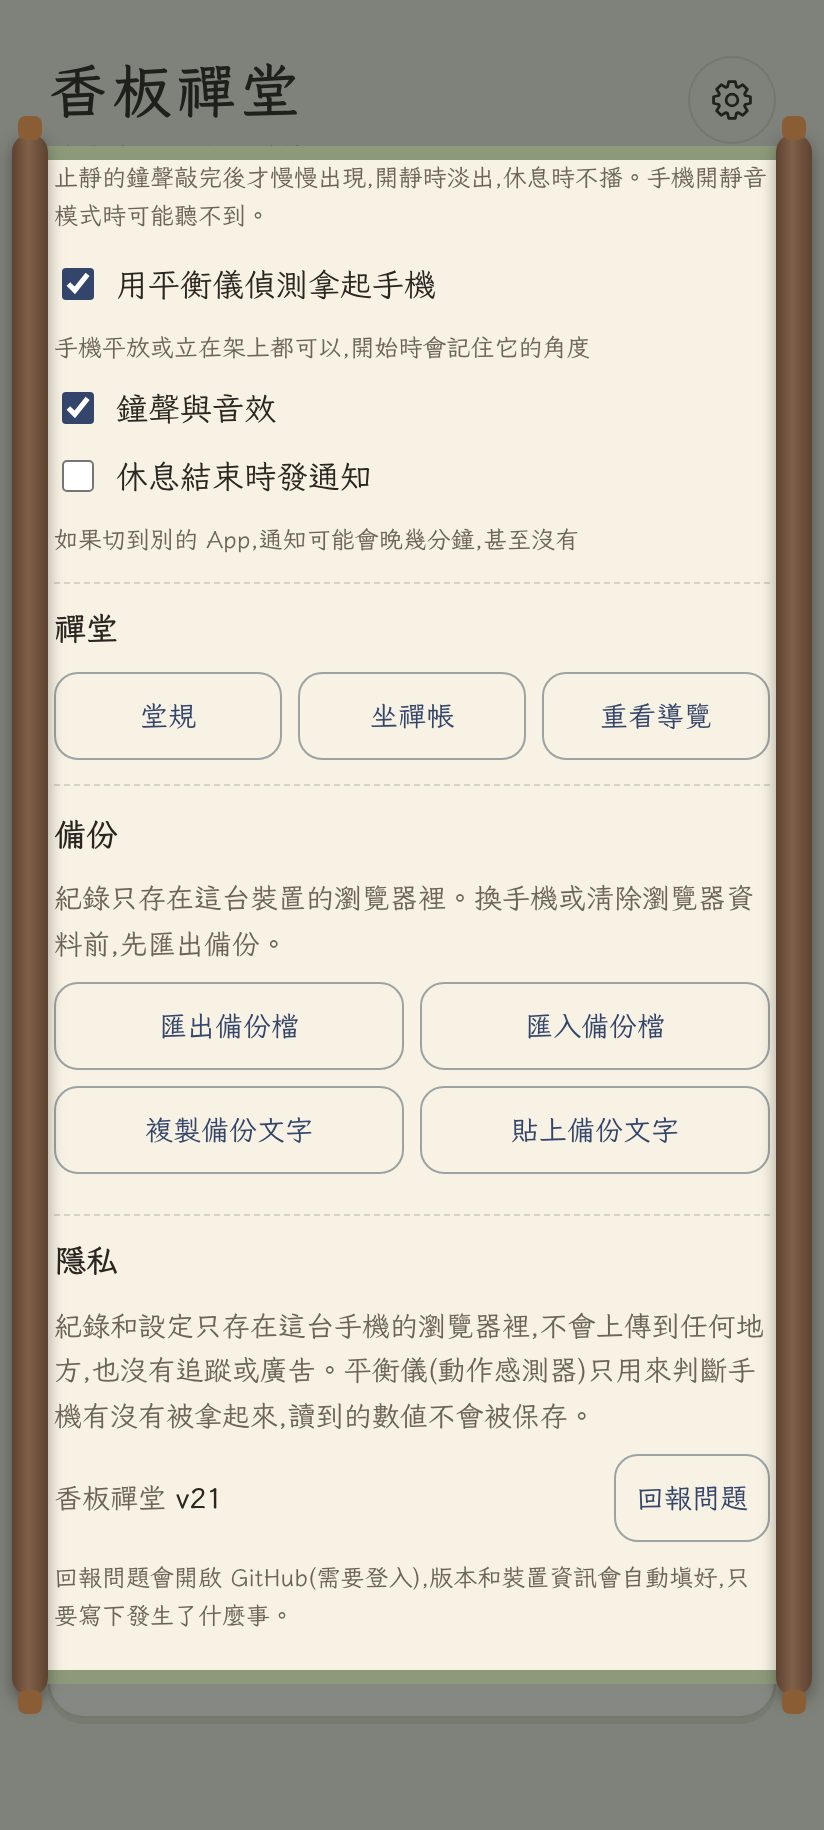 香板禪堂
止靜的鐘聲敲完後才慢慢出現,開靜時淡出,休息時不播。手機開靜音
模式時可能聽不到。
用平衡儀偵測拿起手機
手機平放或立在架上都可以,開始時會記住它的角度
鐘聲與音效
休息結束時發通知
如果切到別的 App,通知可能會晚幾分鐘,甚至沒有
禪堂
堂規
坐禪帳
重看導覽
備份
紀錄只存在這台裝置的瀏覽器裡。換手機或清除瀏覽器資
料前,先匯出備份。
匯出備份檔
匯入備份檔
複製備份文字
貼上備份文字
隱私
紀錄和設定只存在這台手機的瀏覽器裡,不會上傳到任何地
方,也沒有追蹤或廣告。平衡儀(動作感測器)只用來判斷手
機有沒有被拿起來,讀到的數值不會被保存。
香板禪堂 v21
回報問題
回報問題會開啟 GitHub(需要登入),版本和裝置資訊會自動填好,只
要寫下發生了什麼事。